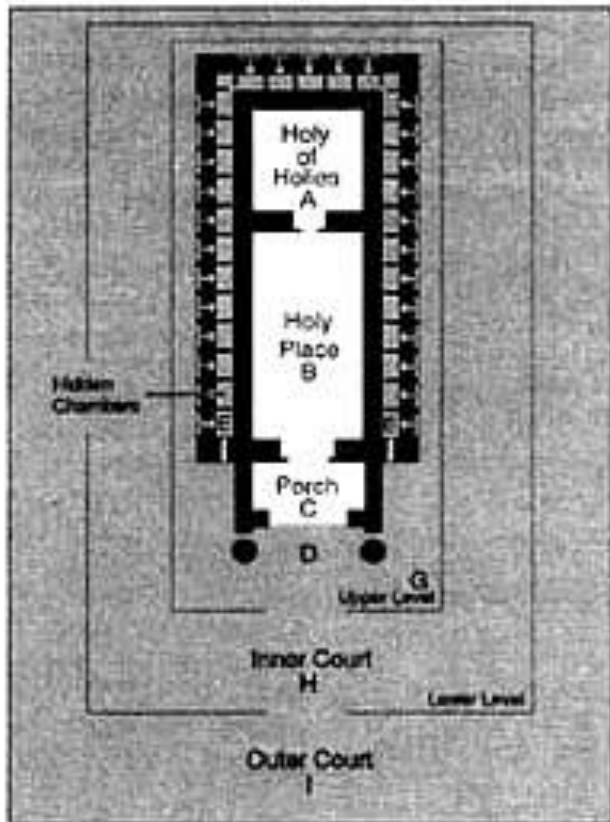 Holy
of
Holies
A
Holy
Place
B
Hidden
Chambers
E
Porch
C
D
G
Upper Level
Inner Court
H
Lower Level
Outer Court
I